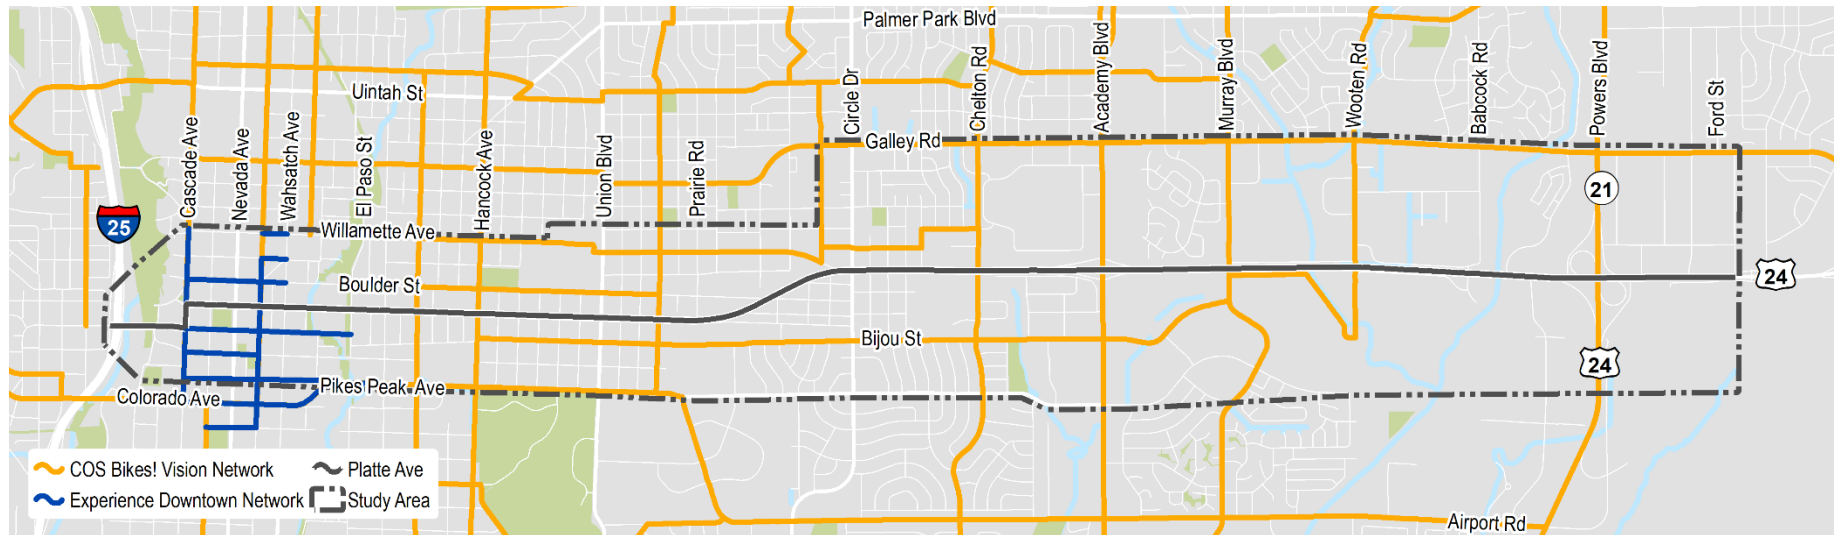 Palmer Park Blvd
Uintah St
Cascade Ave
Nevada Ave
Wahsatch Ave
El Paso St
Hancock Ave
Union Blvd
Prairie Rd
Circle Dr
Chelton Rd
Academy Blvd
Murray Blvd
Wooten Rd
Babcock Rd
Powers Blvd
Ford St
Galley Rd
21
25
Willamette Ave
24
Boulder St
Bijou St
24
Pikes Peak Ave
Colorado Ave
COS Bikes! Vision Network
Platte Ave
Experience Downtown Network
Study Area
Airport Rd